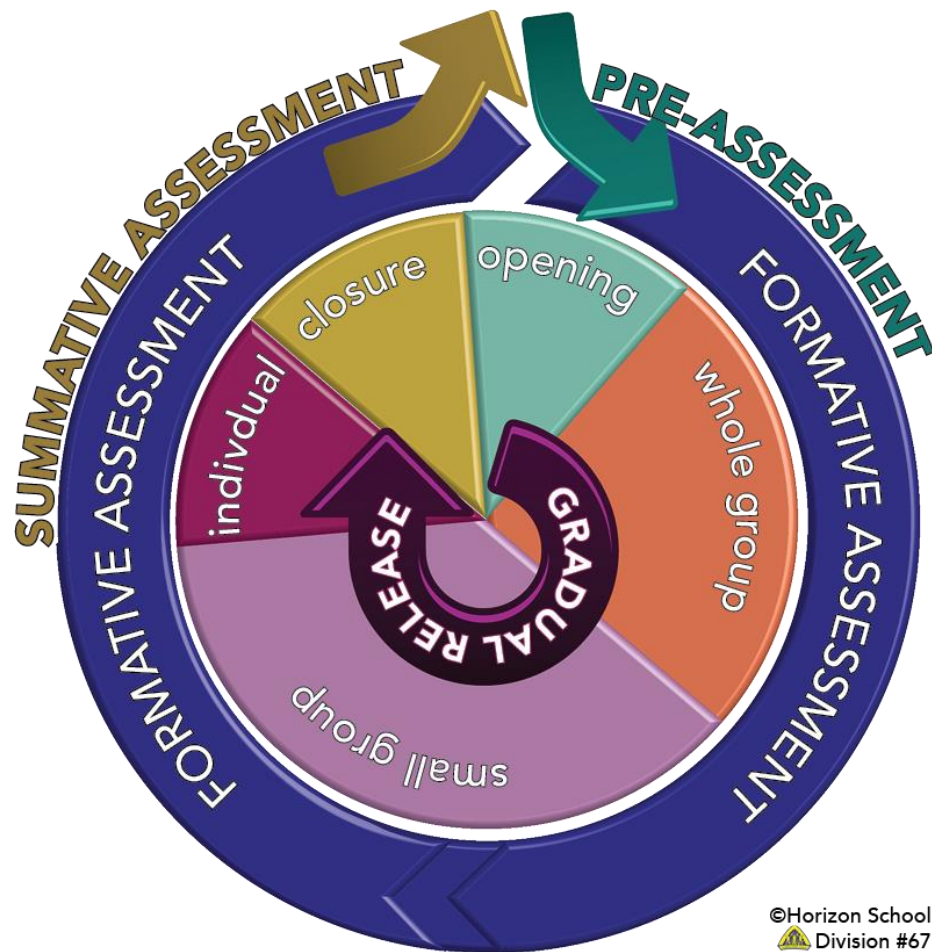 SUMMATIVE ASSESSMENT
PRE-ASSESSMENT
FORMATIVE ASSESSMENT
FORMATIVE ASSESSMENT
opening
whole group
small group
indivdual
closure
GRADUAL RELEASE
©Horizon School
Division #67